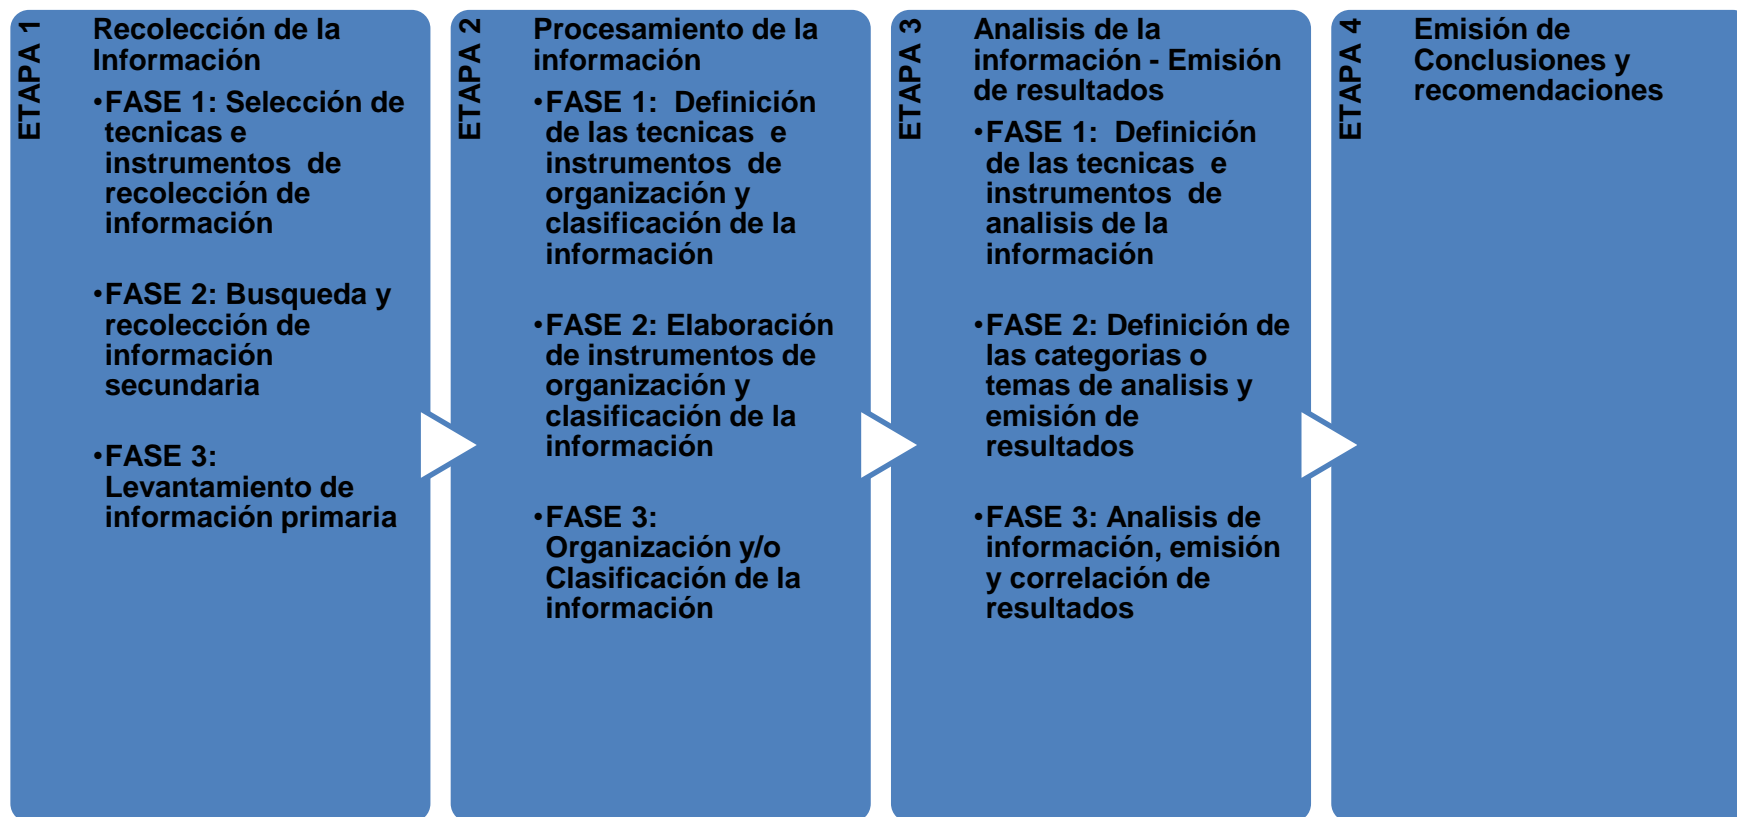 ETAPA 1
Recolección de la
Información
•FASE 1: Selección de
tecnicas e
instrumentos de
recolección de
información
•FASE 2: Busqueda y
recolección de
información
secundaria
•FASE 3:
Levantamiento de
información primaria
ETAPA 2
Procesamiento de la
información
•FASE 1: Definición
de las tecnicas e
instrumentos de
organización y
clasificación de la
información
•FASE 2: Elaboración
de instrumentos de
organización y
clasificación de la
información
•FASE 3:
Organización y/o
Clasificación de la
información
ETAPA 3
Analisis de la
información - Emisión
de resultados
•FASE 1: Definición
de las tecnicas e
instrumentos de
analisis de la
información
•FASE 2: Definición de
las categorias o
temas de analisis y
emisión de
resultados
•FASE 3: Analisis de
información, emisión
y correlación de
resultados
ETAPA 4
Emisión de
Conclusiones y
recomendaciones